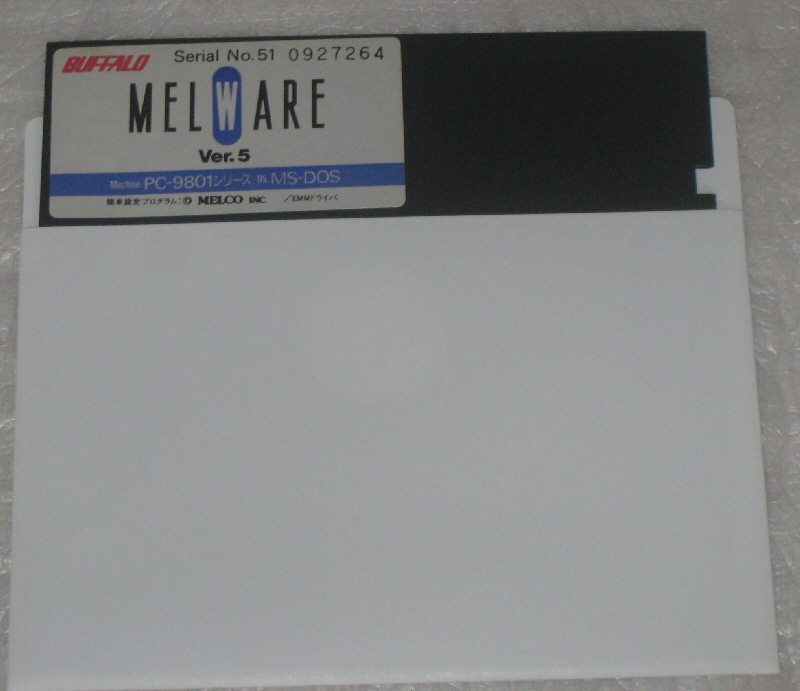 BUFFALO Serial No.51 0927264
MELWARE
Ver.5
Machine PC-9801シリーズ OS MS-DOS
簡単設定プログラム:© MELCO INC /EMMドライバ